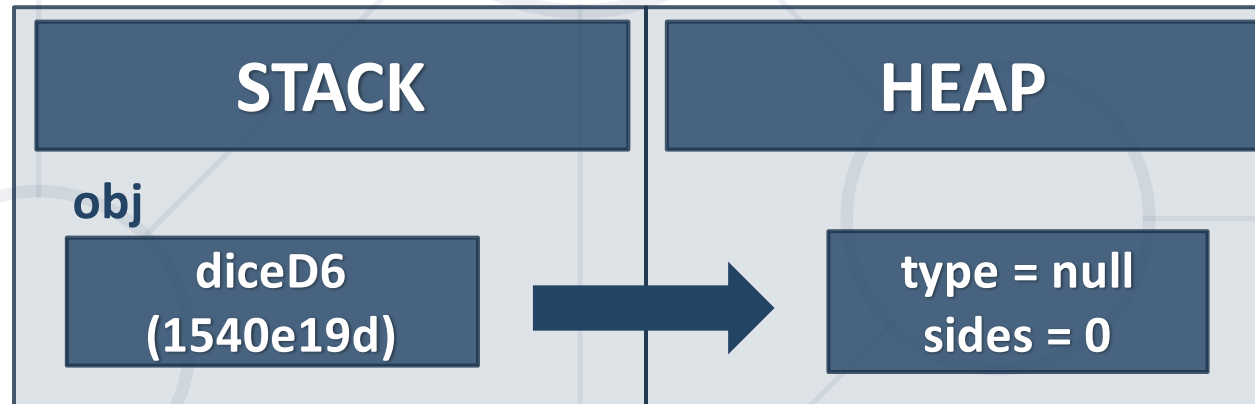 STACK
HEAP
obj
diceD6
(1540e19d)
type = null
sides = 0